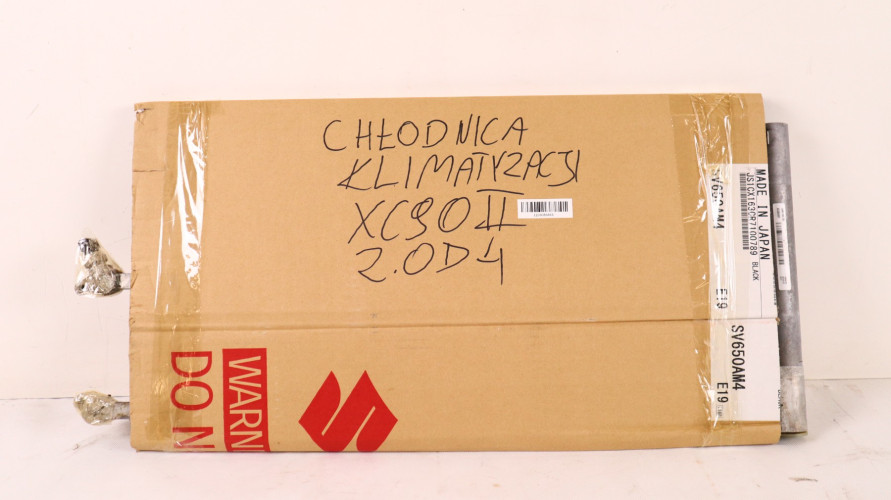 CHŁODNICA
KLIMATYZACJI
XC90 II
2.0D4
MADE IN JAPAN
BLACK
SV650AM4
E19
SV650AM4
E19
WARN
DO N